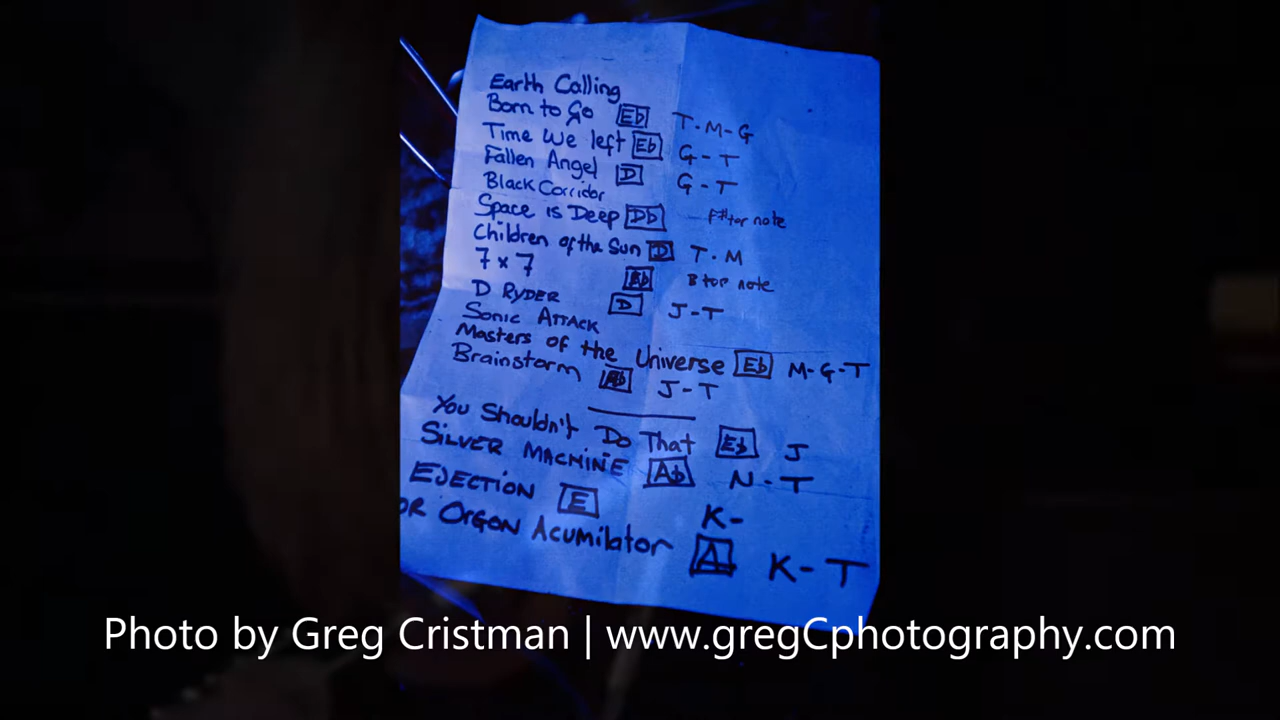 Earth Calling
Born to Go Eb T-M-G
Time We left Eb G-T
Fallen Angel D G-T
Black Corridor
Space is Deep Db F# top note
Children of the Sun D T-M
7 x 7 Eb B top note
D RYDER D J-T
SONIC ATTACK
Masters of the Universe Eb M-G-T
Brainstorm J-T
You Shouldn't Do That Eb J
SILVER MACHINE Ab N-T
EJECTION E K-
OR ORGON Acumilator A K-T
Photo by Greg Cristman | www.gregCphotography.com